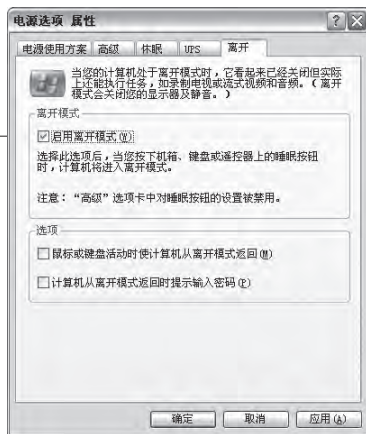 电源选项 属性
电源使用方案 高级 休眠 UPS 离开
当您的计算机处于离开模式时，它看起来已经关闭但实际
上还能执行任务，如录制电视或流式视频和音频。（离开
模式会关闭您的显示器及静音。）
离开模式
启用离开模式(W)
选择此选项后，当您按下机箱、键盘或遥控器上的睡眠按钮
时，计算机将进入离开模式。
注意：“高级”选项卡中对睡眠按钮的设置被禁用。
选项
鼠标或键盘活动时使计算机从离开模式返回(M)
计算机从离开模式返回时提示输入密码(P)
确定 取消 应用(A)